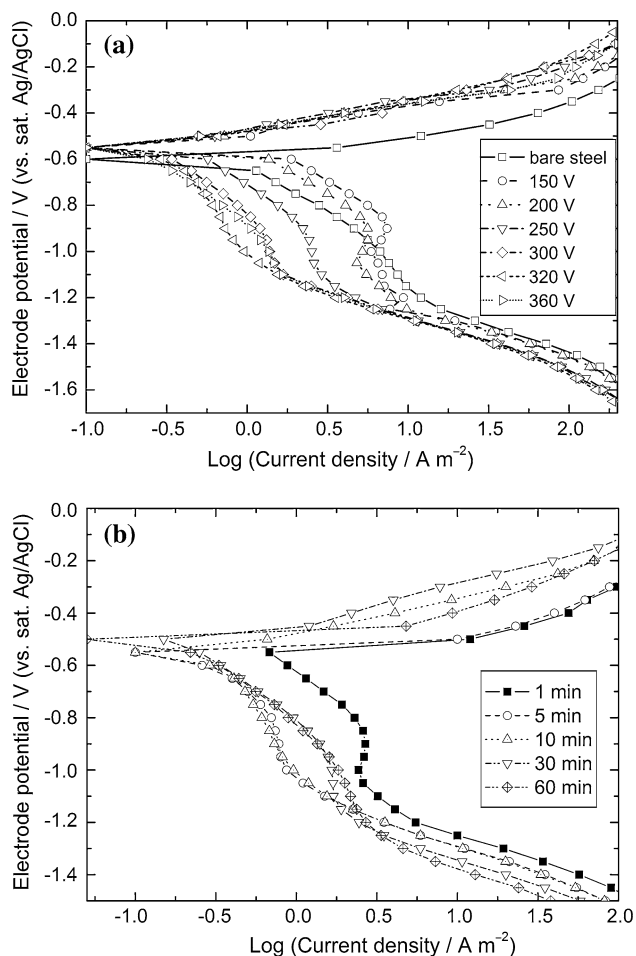 (a)
Electrode potential / V (vs. sat. Ag/AgCl)
0.0
-0.2
-0.4
-0.6
-0.8
-1.0
-1.2
-1.4
-1.6
bare steel
150 V
200 V
250 V
300 V
320 V
360 V
-1.0 -0.5 0.0 0.5 1.0 1.5 2.0
Log (Current density / A m⁻²)
(b)
Electrode potential / V (vs. sat. Ag/AgCl)
0.0
-0.2
-0.4
-0.6
-0.8
-1.0
-1.2
-1.4
1 min
5 min
10 min
30 min
60 min
-1.0 -0.5 0.0 0.5 1.0 1.5 2.0
Log (Current density / A m⁻²)